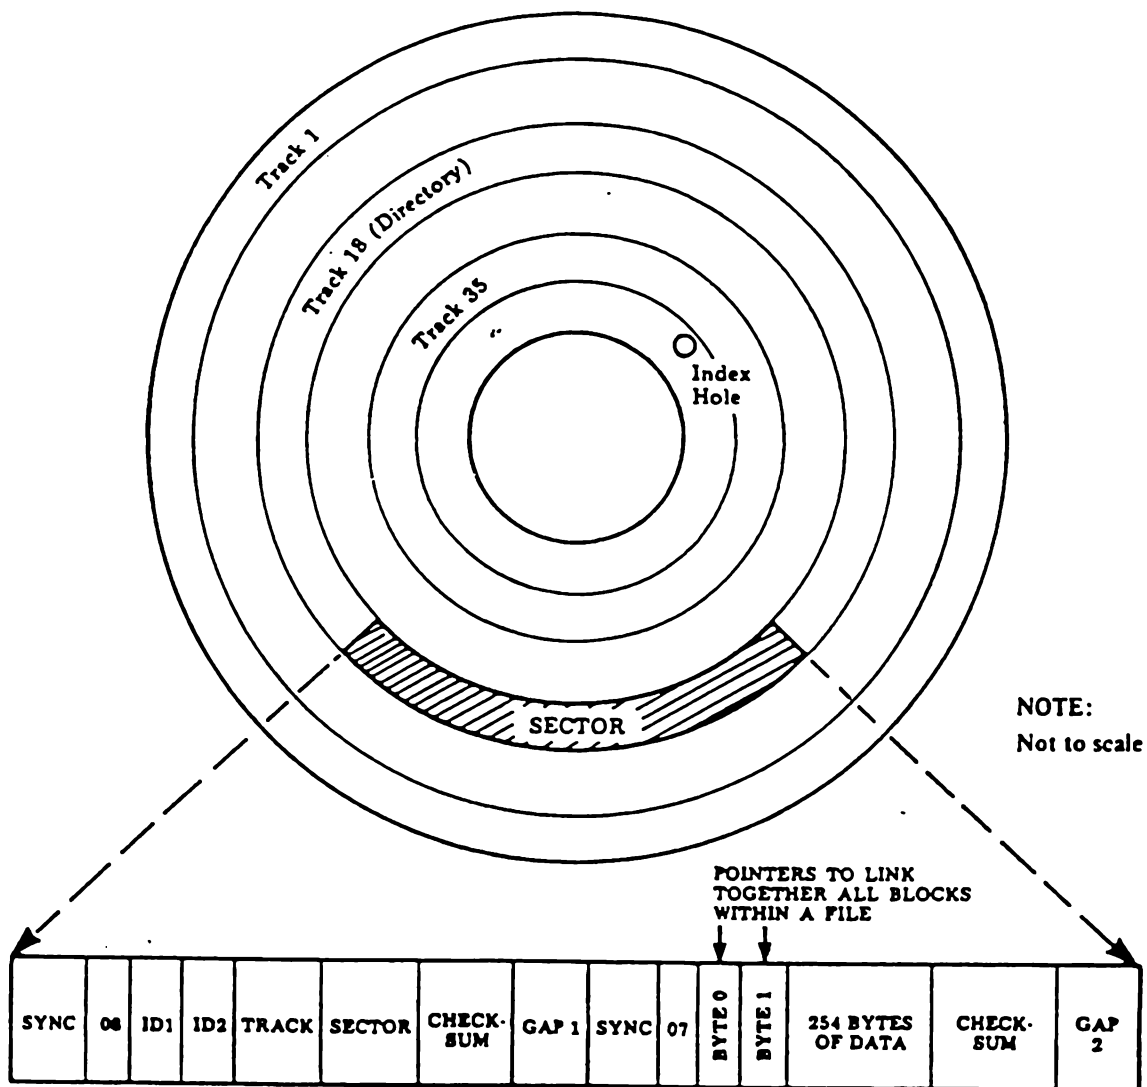 Track 1
Track 18 (Directory)
Track 35
Index
Hole
SECTOR
NOTE:
Not to scale
POINTERS TO LINK
TOGETHER ALL BLOCKS
WITHIN A FILE
SYNC
08
ID1
ID2
TRACK
SECTOR
CHECK-
SUM
GAP 1
SYNC
07
BYTE 0
BYTE 1
254 BYTES
OF DATA
CHECK-
SUM
GAP
2